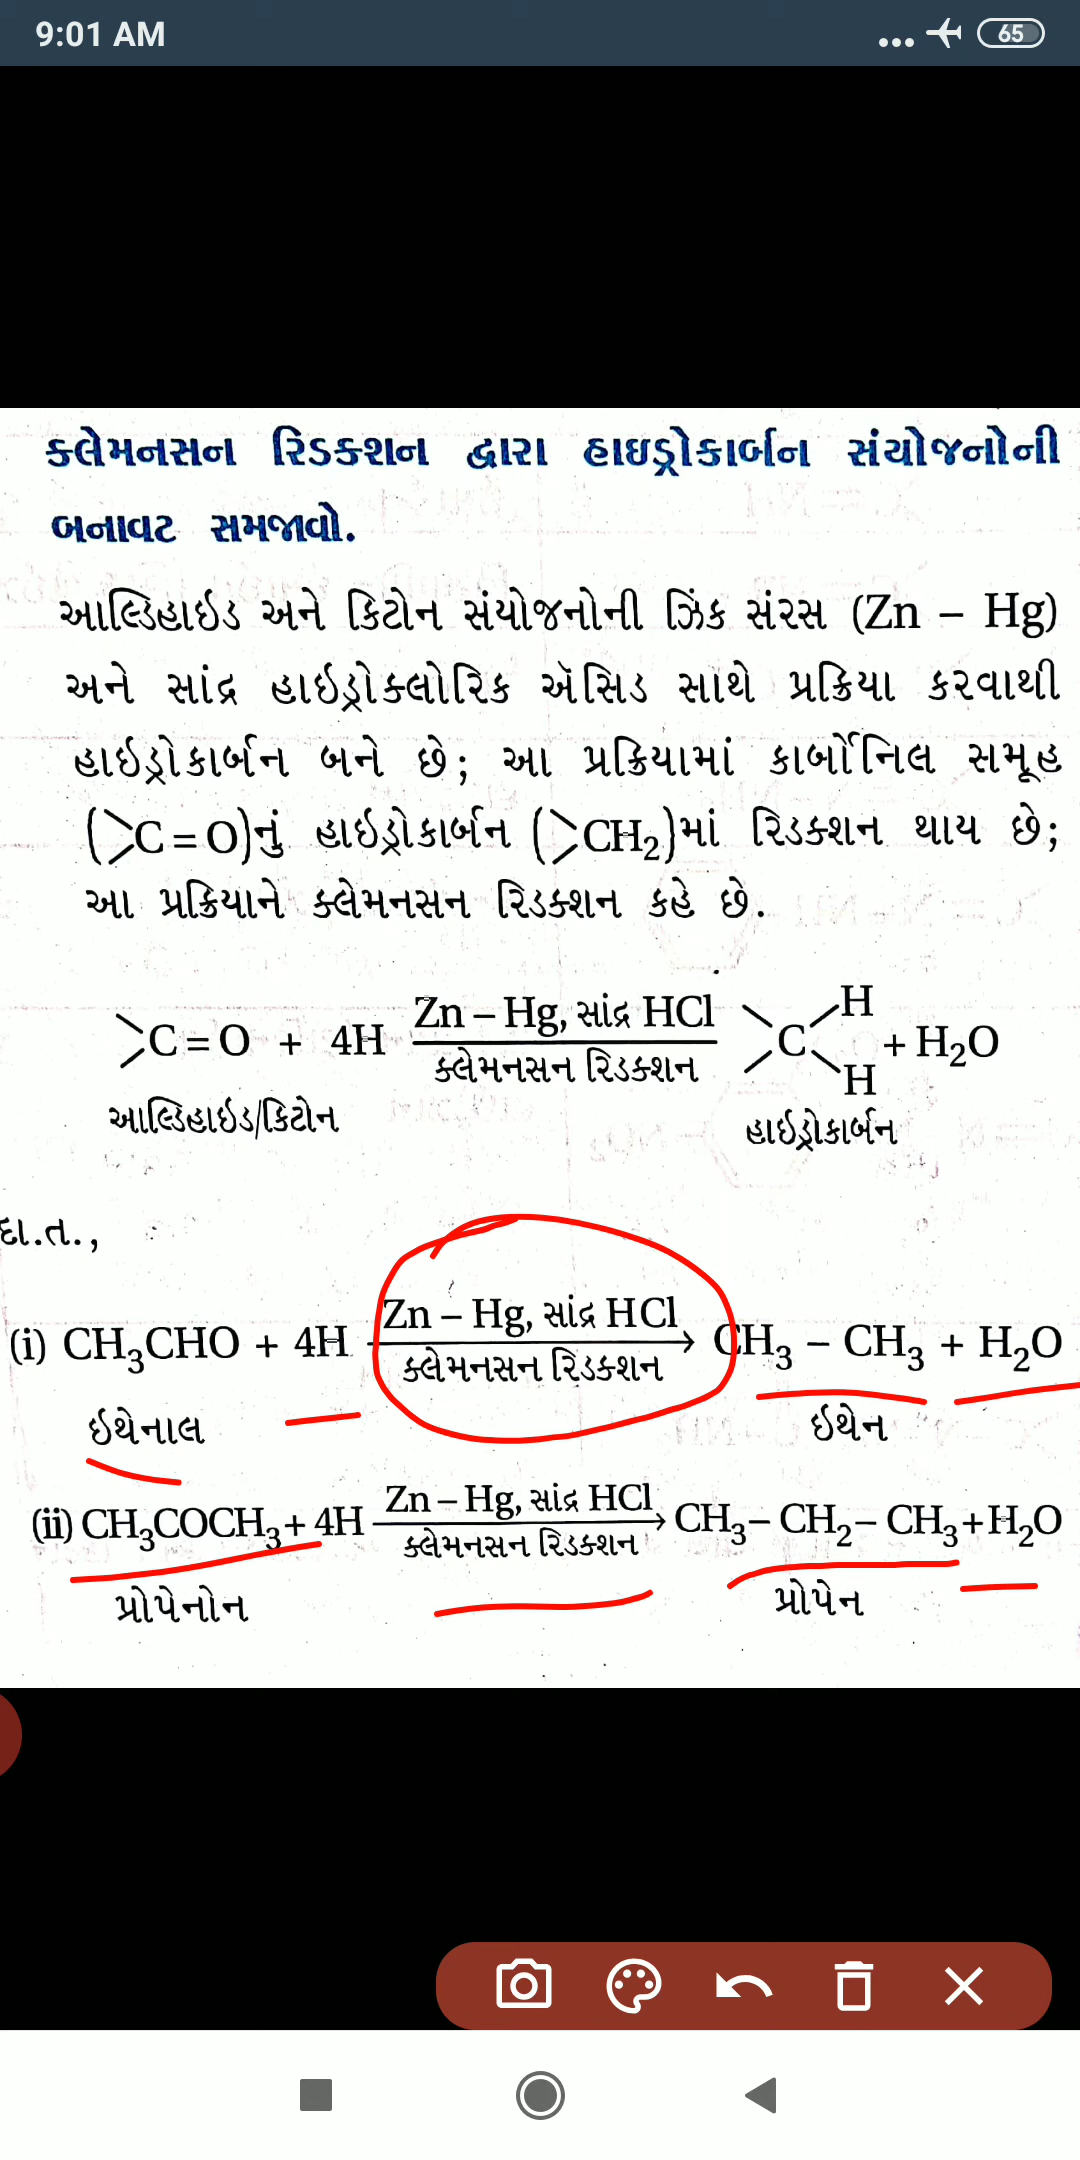 9:01 AM
65
ક્લેમનસન રિડક્શન દ્વારા હાઇડ્રોકાર્બન સંયોજનોની
બનાવટ સમજાવો.
આલ્ડિહાઇડ અને કિટોન સંયોજનોની ઝિંક સંરસ (Zn – Hg)
અને સાંદ્ર હાઇડ્રોક્લોરિક ઍસિડ સાથે પ્રક્રિયા કરવાથી
હાઇડ્રોકાર્બન બને છે; આ પ્રક્રિયામાં કાર્બોનિલ સમૂહ
(>C = O)નું હાઇડ્રોકાર્બન (>CH₂)માં રિડક્શન થાય છે;
આ પ્રક્રિયાને ક્લેમનસન રિડક્શન કહે છે.
Zn – Hg, સાંદ્ર HCl
>C = O + 4H >C<H H + H₂O
ક્લેમનસન રિડક્શન
આલ્ડિહાઇડ/કિટોન હાઇડ્રોકાર્બન
દા.ત.,
Zn – Hg, સાંદ્ર HCl
(i) CH₃CHO + 4H → CH₃ – CH₃ + H₂O
ક્લેમનસન રિડક્શન
ઇથેનાલ ઇથેન
Zn – Hg, સાંદ્ર HCl
(ii) CH₃COCH₃ + 4H → CH₃ – CH₂ – CH₃ + H₂O
ક્લેમનસન રિડક્શન
પ્રોપેનોન પ્રોપેન